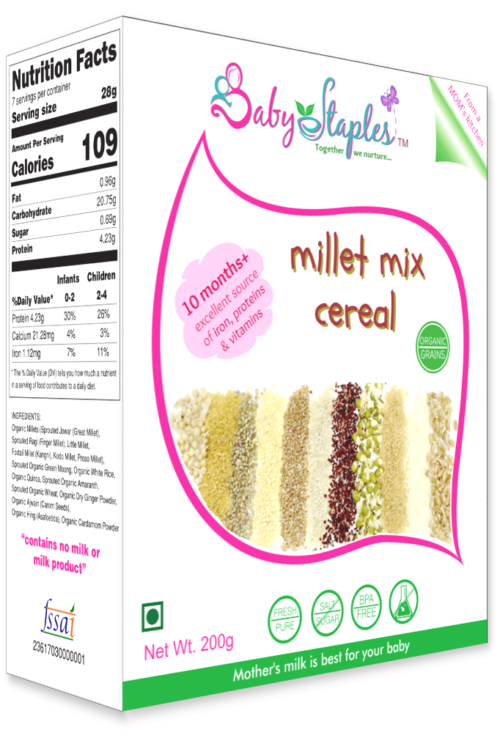 Nutrition Facts
7 servings per container
Serving size 28g
Amount Per Serving
Calories 109
Fat 0.96g
Carbohydrate 20.75g
Sugar 0.69g
Protein 4.23g
Infants Children
%Daily Value* 0-2 2-4
Protein 4.23g 30% 26%
Calcium 21.28mg 4% 3%
Iron 1.12mg 7% 11%
*The % Daily Value (DV) tells you how much a nutrient
in a serving of food contributes to a daily diet.
INGREDIENTS:
Organic Millets (Sprouted Jowar (Great Millet),
Sprouted Ragi (Finger Millet), Little Millet,
Foxtail Millet (Kangni), Kodo Millet, Proso Millet),
Sprouted Organic Green Moong, Organic White Rice,
Organic Quinoa, Sprouted Organic Amaranth,
Sprouted Organic Wheat, Organic Dry Ginger Powder,
Organic Ajwain (Carom Seeds),
Organic Hing (Asafoetida), Organic Cardamom Powder
"contains no milk or
milk product"
fssai
23617030000001
Baby Staples TM
Together we nurture...
From a
MOM's kitchen
millet mix
cereal
10 months+
excellent source
of iron, proteins
& vitamins
ORGANIC
GRAINS
FRESH
PURE
SALT
SUGAR
BPA
FREE
Net Wt. 200g
Mother's milk is best for your baby